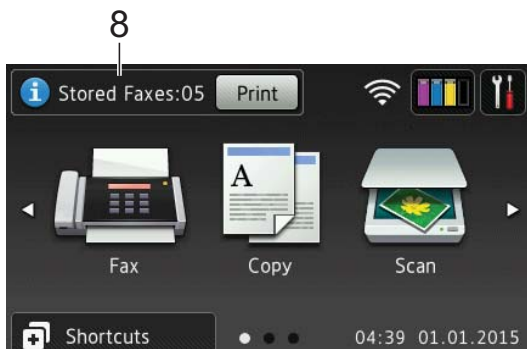 8
Stored Faxes:05 Print
A
Fax Copy Scan
Shortcuts 04:39 01.01.2015